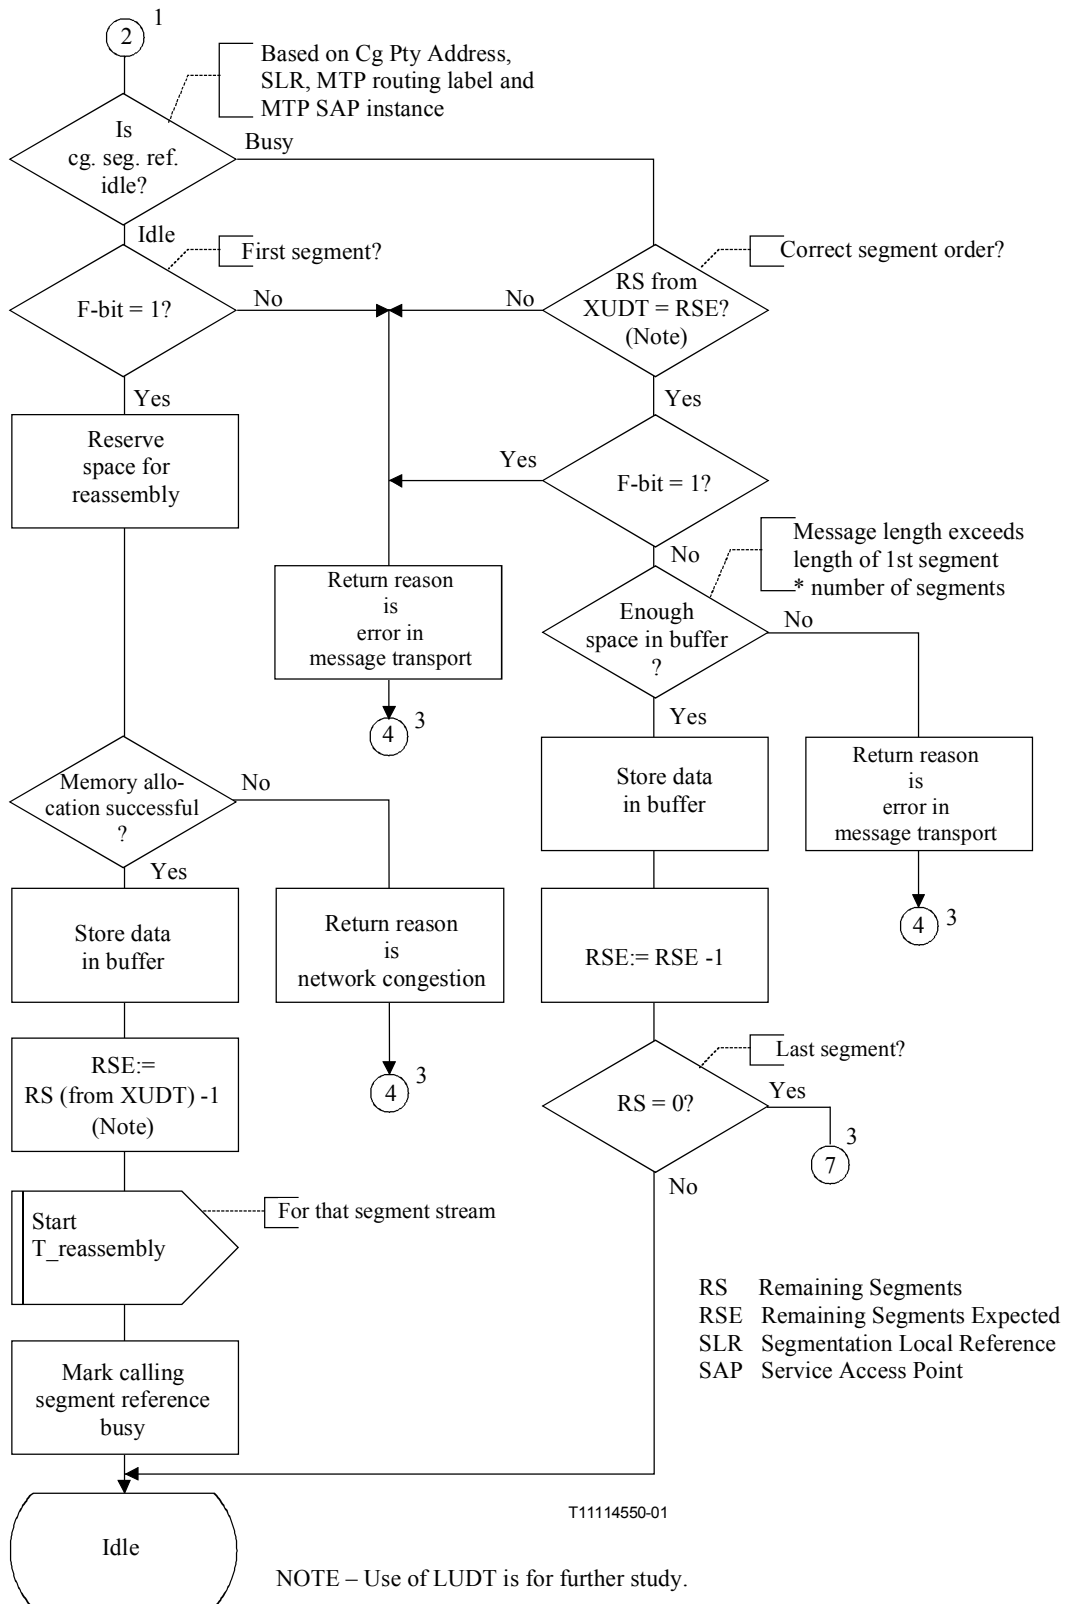 1
2
Based on Cg Pty Address,
SLR, MTP routing label and
MTP SAP instance
Is
cg. seg. ref.
idle?
Busy
Idle
First segment?
Correct segment order?
F-bit = 1?
No
No
RS from
XUDT = RSE?
(Note)
Yes
Yes
Reserve
space for
reassembly
Yes
F-bit = 1?
No
Message length exceeds
length of 1st segment
* number of segments
Return reason
is
error in
message transport
Enough
space in buffer
?
No
Yes
4
3
Memory allo-
cation successful
?
No
Yes
Store data
in buffer
Return reason
is
error in
message transport
4
3
Store data
in buffer
Return reason
is
network congestion
RSE:= RSE -1
RSE:=
RS (from XUDT) -1
(Note)
4
3
Last segment?
RS = 0?
Yes
7
3
No
Start
T_reassembly
For that segment stream
RS Remaining Segments
RSE Remaining Segments Expected
SLR Segmentation Local Reference
SAP Service Access Point
Mark calling
segment reference
busy
T11114550-01
Idle
NOTE – Use of LUDT is for further study.